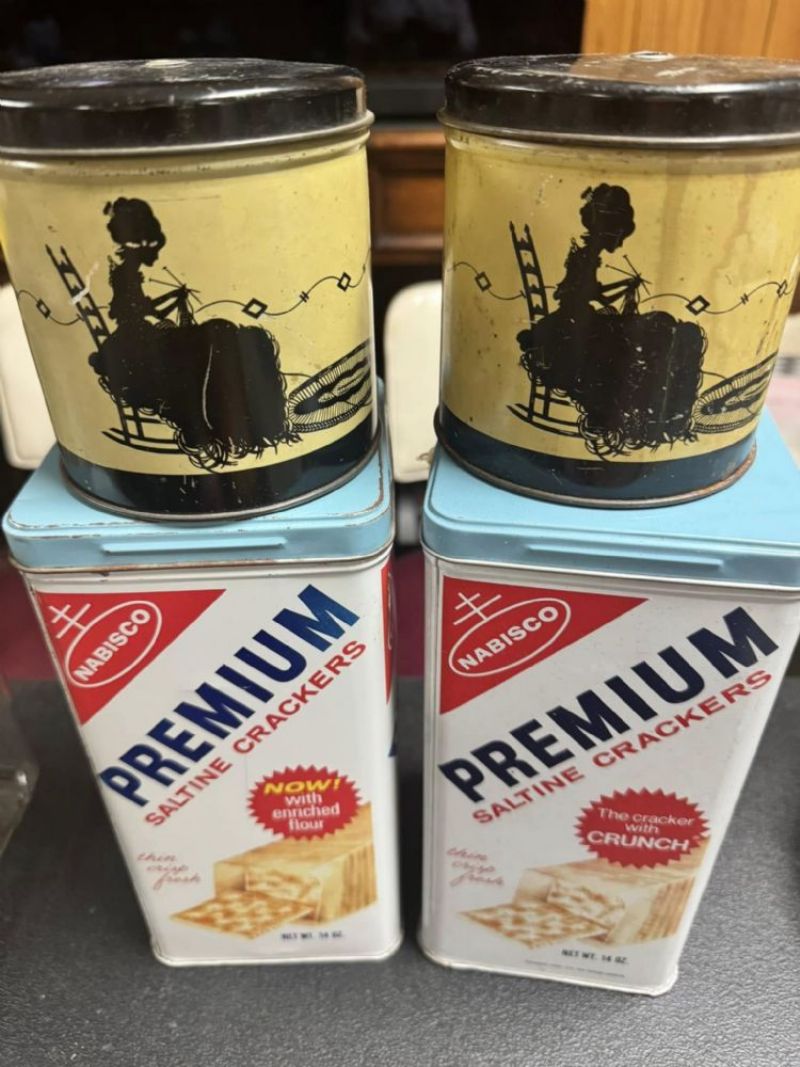 NABISCO
PREMIUM
SALTINE CRACKERS
NOW!
with
enriched
flour
thin
crisp
fresh
NET WT. 14 OZ.
NABISCO
PREMIUM
SALTINE CRACKERS
The cracker
with
CRUNCH
thin
crisp
fresh
NET WT. 14 OZ.